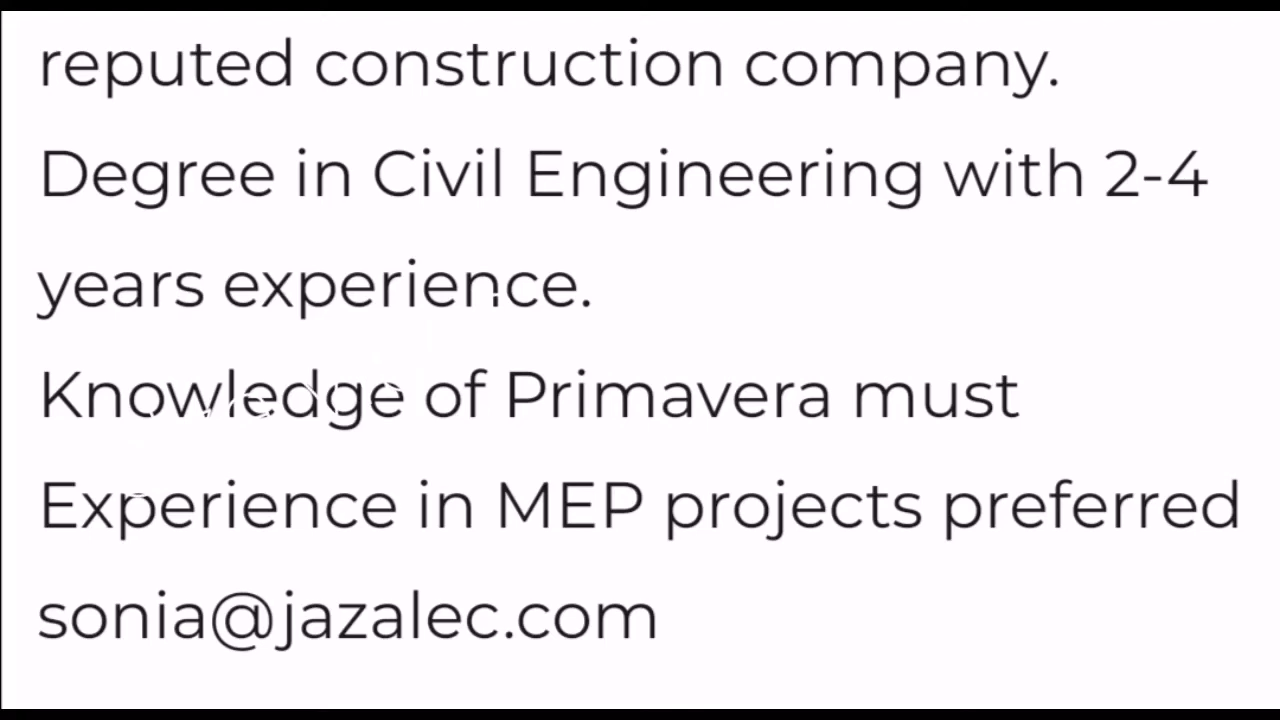 reputed construction company.
Degree in Civil Engineering with 2-4
years experience.
Knowledge of Primavera must
Experience in MEP projects preferred
sonia@jazalec.com